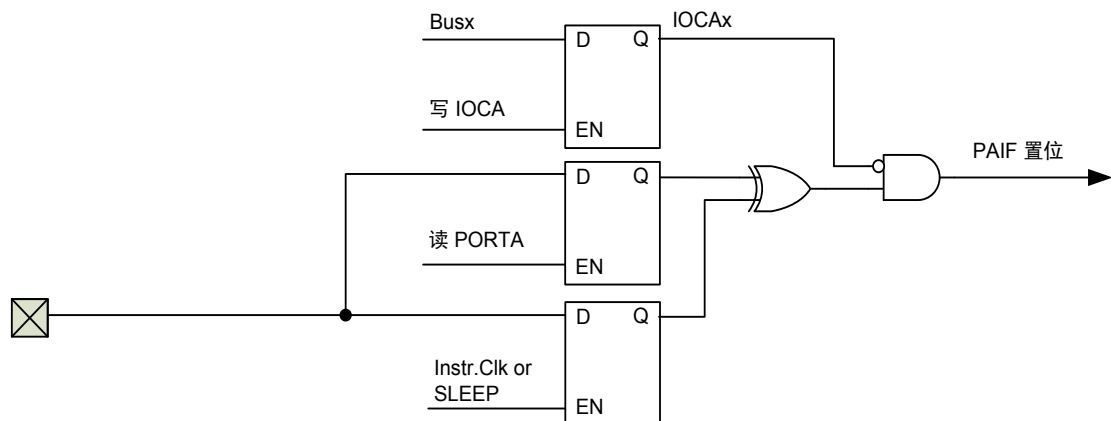 Busx
IOCAx
D Q
写 IOCA
EN
PAIF 置位
D Q
读 PORTA
EN
D Q
Instr.Clk or
SLEEP
EN